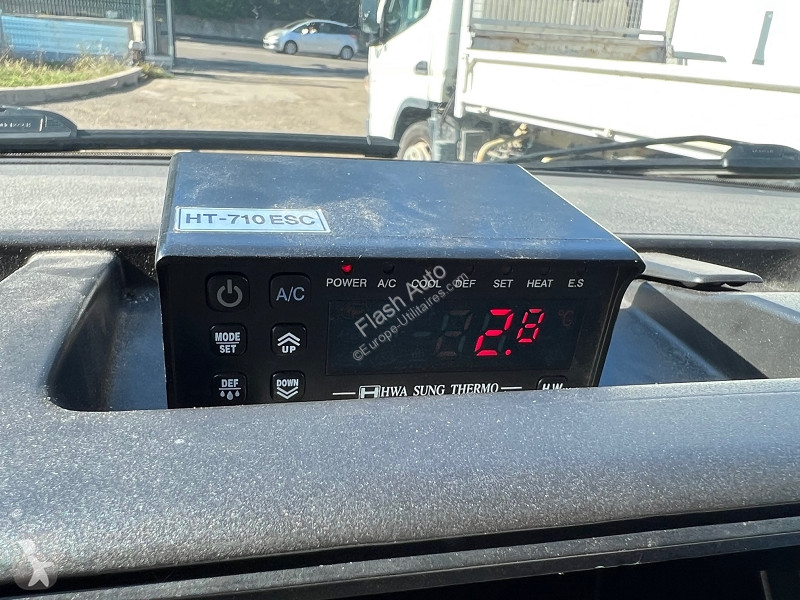 HT-710 ESC
POWER A/C COOL DEF SET HEAT E.S
A/C
MODE
SET
UP
2.8
°C
DEF
DOWN
HWA SUNG THERMO
H.W
Flash Auto
©Europe-Utilitaires.com